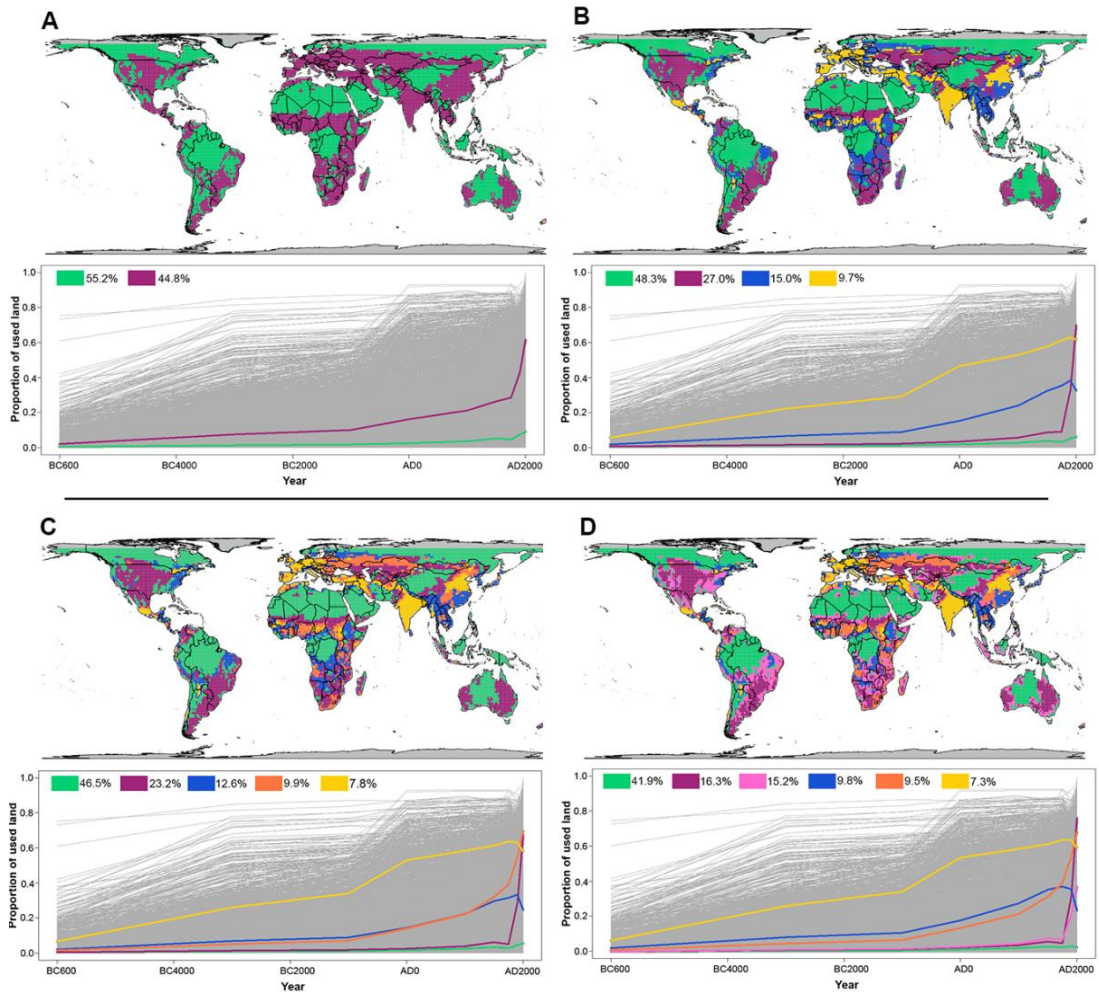 A
B
1.0
0.8
0.6
0.4
0.2
0.0
Proportion of used land
55.2% 44.8%
BC600 BC4000 BC2000 AD0 AD2000
Year
1.0
0.8
0.6
0.4
0.2
0.0
Proportion of used land
48.3% 27.0% 15.0% 9.7%
BC600 BC4000 BC2000 AD0 AD2000
Year
C
D
1.0
0.8
0.6
0.4
0.2
0.0
Proportion of used land
46.5% 23.2% 12.6% 9.9% 7.8%
BC600 BC4000 BC2000 AD0 AD2000
Year
1.0
0.8
0.6
0.4
0.2
0.0
Proportion of used land
41.9% 16.3% 15.2% 9.8% 9.5% 7.3%
BC600 BC4000 BC2000 AD0 AD2000
Year